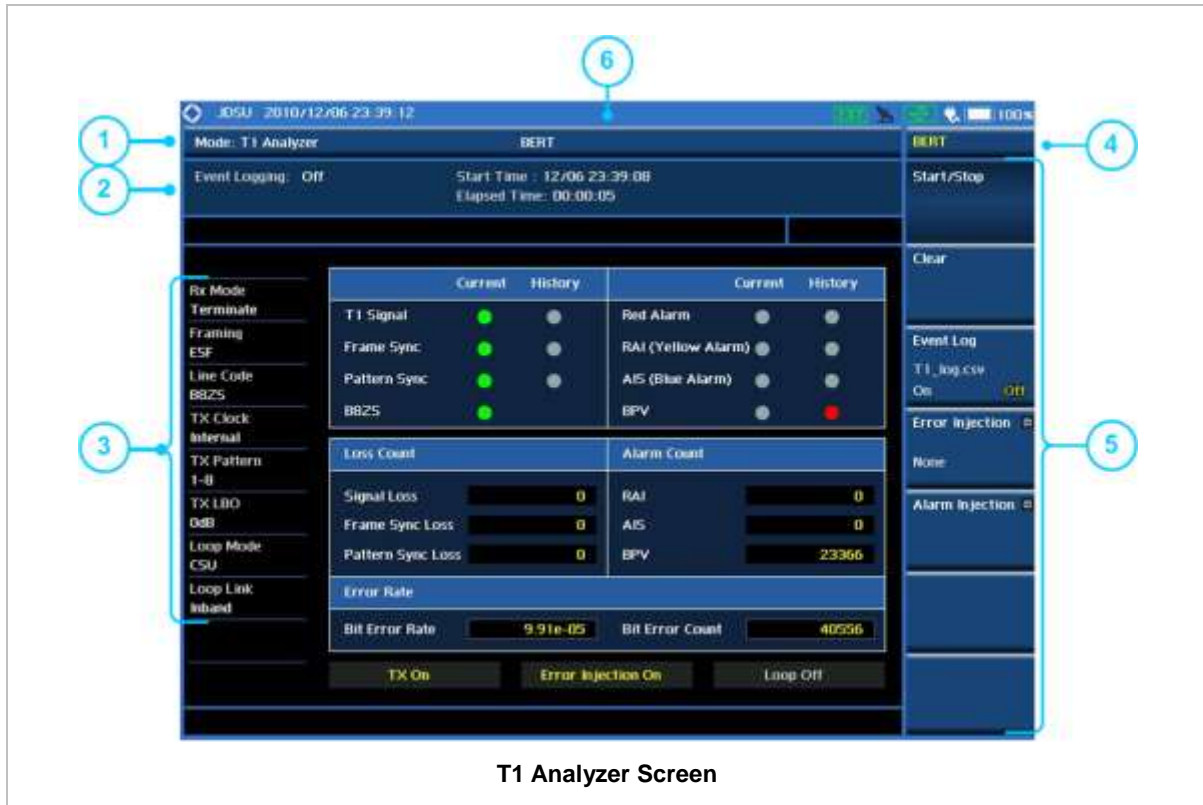 6
JDSU 2010/12/06 23:39:12
100%
1
Mode: T1 Analyzer BERT
BERT
4
2
Event Logging: Off
Start Time : 12/06 23:39:08
Elapsed Time: 00:00:05
Start/Stop
Clear
Event Log
T1_log.csv
On Off
Error Injection
None
Alarm Injection
5
3
Rx Mode
Terminate
Framing
ESF
Line Code
B8ZS
TX Clock
Internal
TX Pattern
1-8
TX LBO
0dB
Loop Mode
CSU
Loop Link
Inband
Current History
T1 Signal
Frame Sync
Pattern Sync
B8ZS
Current History
Red Alarm
RAI (Yellow Alarm)
AIS (Blue Alarm)
BPV
Loss Count
Signal Loss 0
Frame Sync Loss 0
Pattern Sync Loss 0
Alarm Count
RAI 0
AIS 0
BPV 23366
Error Rate
Bit Error Rate 9.91e-05
Bit Error Count 40556
TX On
Error Injection On
Loop Off
T1 Analyzer Screen